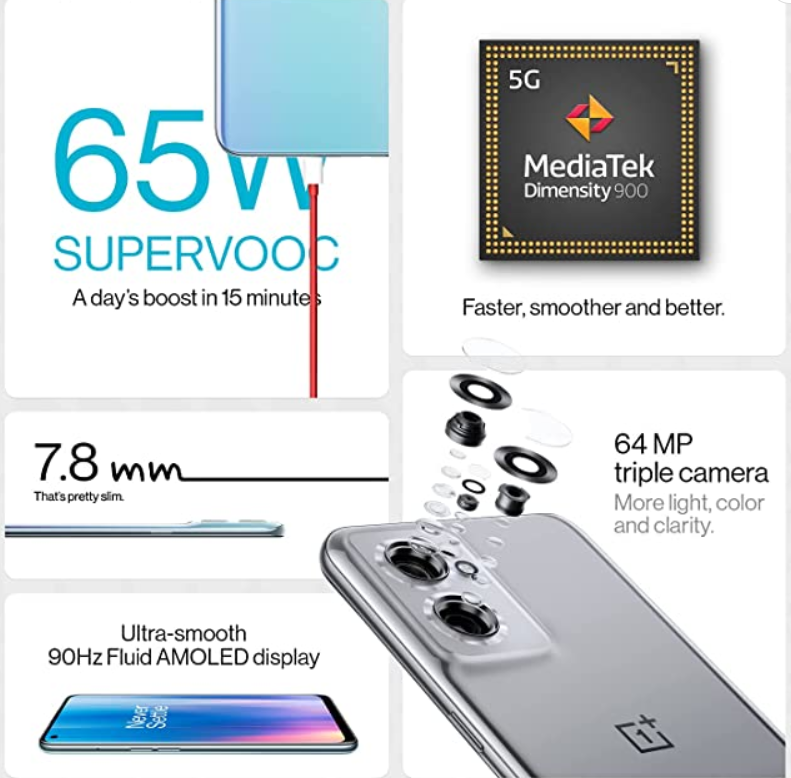 65W
SUPERVOOC
A day's boost in 15 minutes
5G
MediaTek
Dimensity 900
Faster, smoother and better.
7.8 mm
That's pretty slim.
64 MP
triple camera
More light, color
and clarity.
Ultra-smooth
90Hz Fluid AMOLED display
Never
Settle
1+